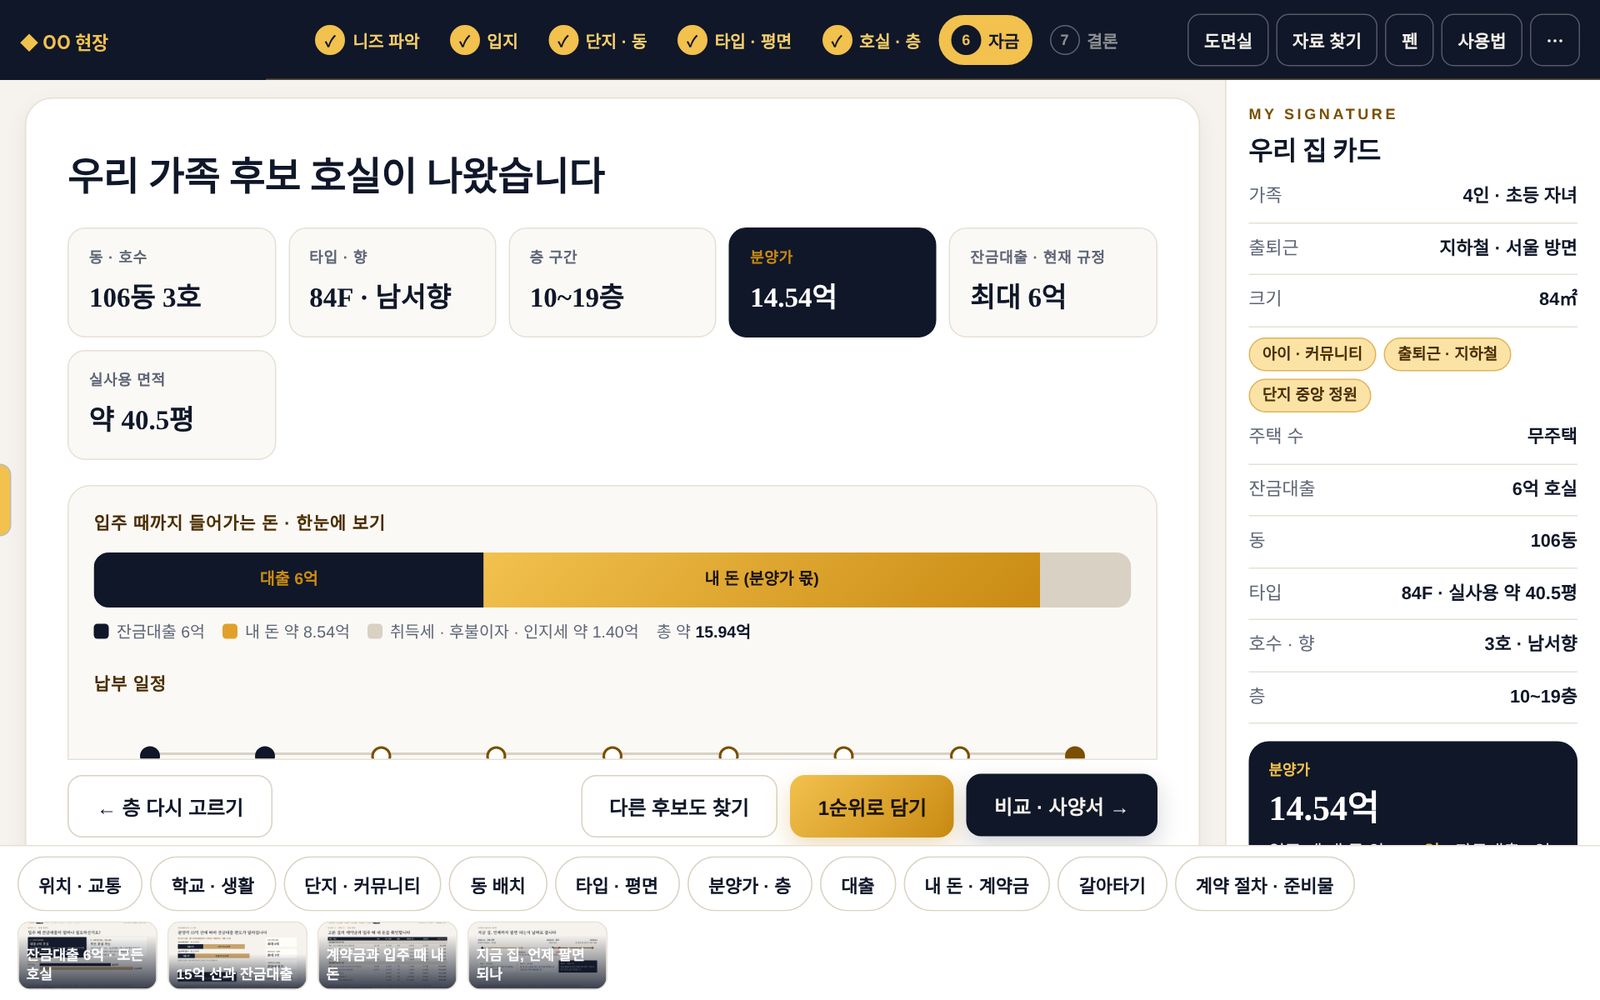 ◆ OO 현장
✓ 니즈 파악
✓ 입지
✓ 단지 · 동
✓ 타입 · 평면
✓ 호실 · 층
6 자금
7 결론
도면실
자료 찾기
펜
사용법
···
우리 가족 후보 호실이 나왔습니다
동 · 호수
106동 3호
타입 · 향
84F · 남서향
층 구간
10~19층
분양가
14.54억
잔금대출 · 현재 규정
최대 6억
실사용 면적
약 40.5평
입주 때까지 들어가는 돈 · 한눈에 보기
대출 6억
내 돈 (분양가 몫)
잔금대출 6억
내 돈 약 8.54억
취득세 · 후불이자 · 인지세 약 1.40억
총 약 15.94억
납부 일정
← 층 다시 고르기
다른 후보도 찾기
1순위로 담기
비교 · 사양서 →
MY SIGNATURE
우리 집 카드
가족 4인 · 초등 자녀
출퇴근 지하철 · 서울 방면
크기 84㎡
아이 · 커뮤니티
출퇴근 · 지하철
단지 중앙 정원
주택 수 무주택
잔금대출 6억 호실
동 106동
타입 84F · 실사용 약 40.5평
호수 · 향 3호 · 남서향
층 10~19층
분양가
14.54억
위치 · 교통
학교 · 생활
단지 · 커뮤니티
동 배치
타입 · 평면
분양가 · 층
대출
내 돈 · 계약금
갈아타기
계약 절차 · 준비물
잔금대출 6억 · 모든
호실
15억 선과 잔금대출
계약금과 입주 때 내
돈
지금 집, 언제 팔면
되나